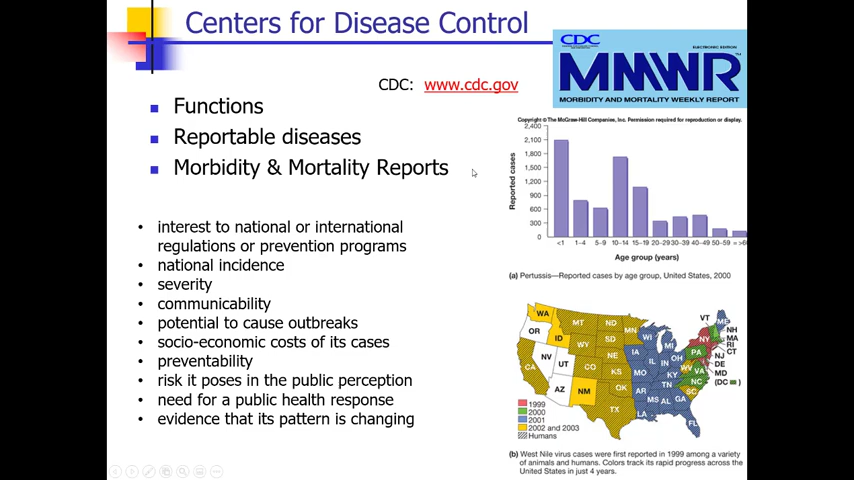 Centers for Disease Control
CDC: www.cdc.gov
Functions
Reportable diseases
Morbidity & Mortality Reports
interest to national or international
regulations or prevention programs
national incidence
severity
communicability
potential to cause outbreaks
socio-economic costs of its cases
preventability
risk it poses in the public perception
need for a public health response
evidence that its pattern is changing
CDC
ELECTRONIC EDITION
MMWR
MORBIDITY AND MORTALITY WEEKLY REPORT
Copyright © The McGraw-Hill Companies, Inc. Permission required for reproduction or display.
2,400
2,100
1,800
1,500
1,200
900
600
300
0
Reported cases
<1 1–4 5–9 10–14 15–19 20–29 30–39 40–49 50–59
Age group (years)
(a) Pertussis—Reported cases by age group, United States, 2000
WA
OR
ID
MT
ND
MN
WY
SD
NV
UT
CO
NE
KS
CA
AZ
NM
OK
TX
WI
MI
IA
IL
IN
OH
MO
KY
WV
TN
AR
MS
AL
GA
LA
FL
SC
NC
VA
PA
NY
VT
ME
NH
MA
RI
CT
NJ
DE
MD
(DC )
1999
2000
2001
2002 and 2003
Humans
(b) West Nile virus cases were first reported in 1999 among a variety
of animals and humans. Colors track its rapid progress across the
United States in just 4 years.